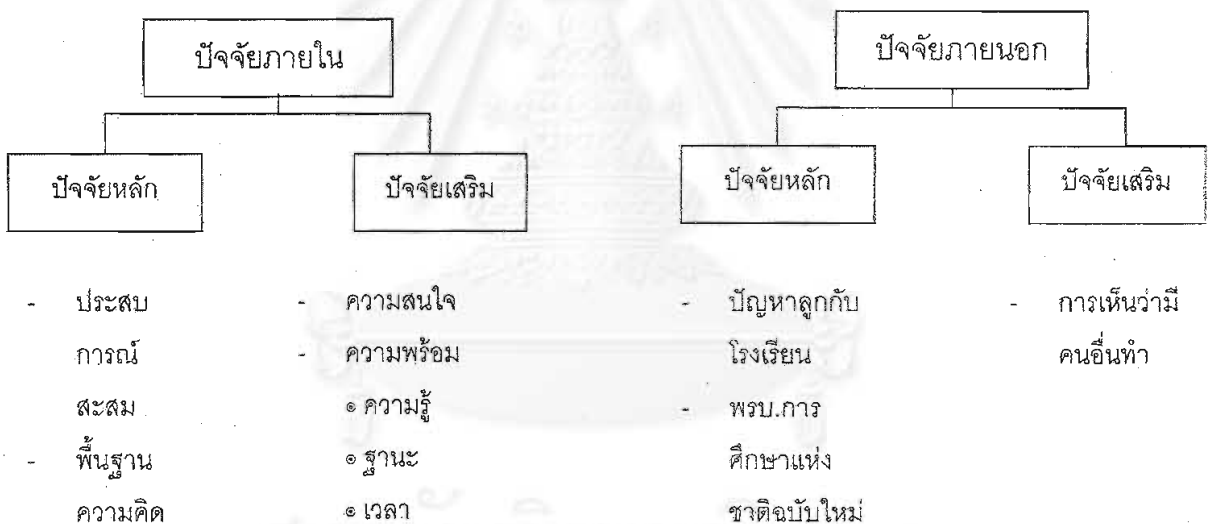 ปัจจัยภายใน
ปัจจัยหลัก
ปัจจัยเสริม
- ประสบ
การณ์
สะสม
- พื้นฐาน
ความคิด
- ความสนใจ
- ความพร้อม
๏ ความรู้
๏ ฐานะ
๏ เวลา
ปัจจัยภายนอก
ปัจจัยหลัก
ปัจจัยเสริม
- ปัญหาลูกกับ
โรงเรียน
- พรบ.การ
ศึกษาแห่ง
ชาติฉบับใหม่
- การเห็นว่ามี
คนอื่นทำ